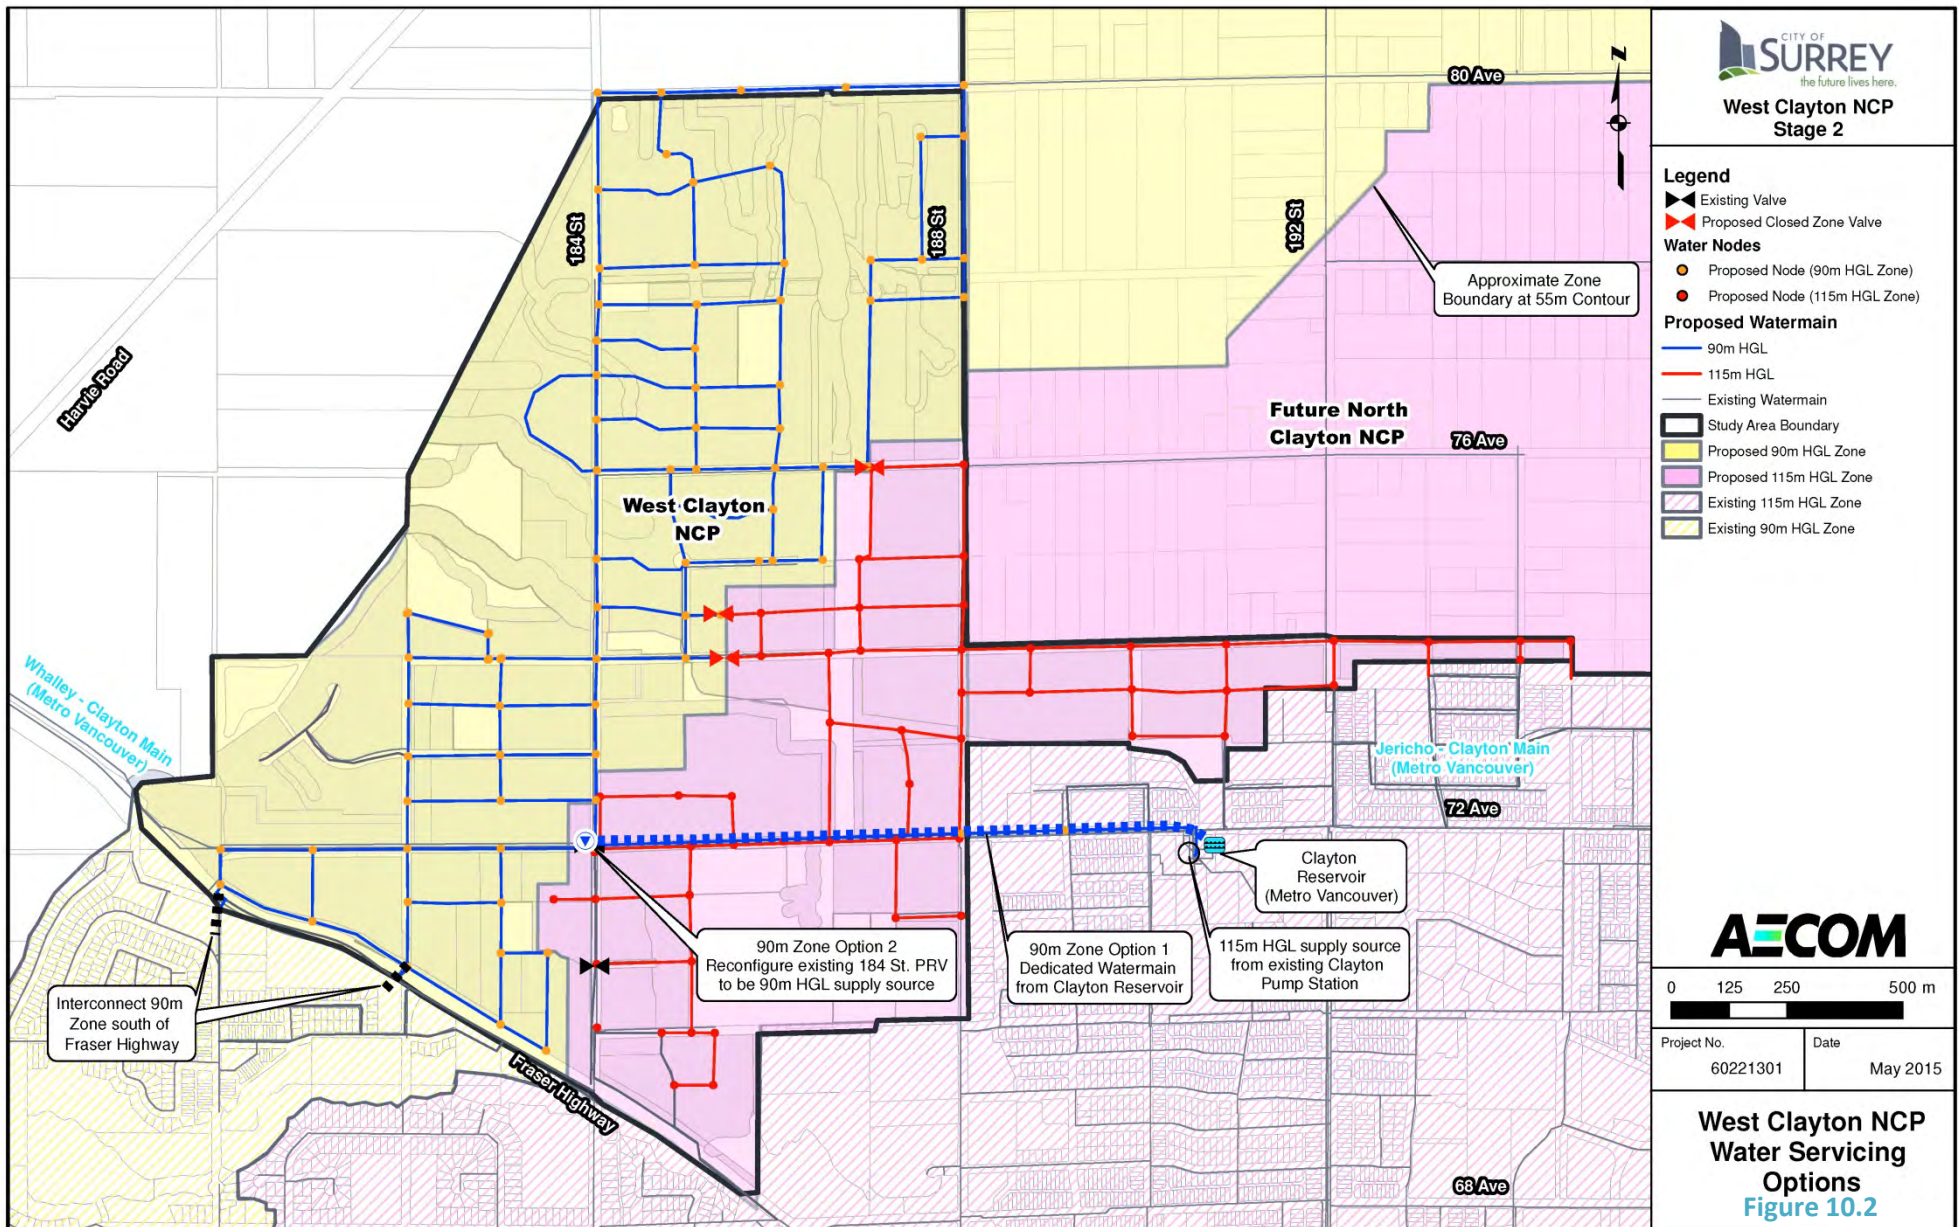 80 Ave
184 St
188 St
192 St
N
Approximate Zone
Boundary at 55m Contour
Harvie Road
Future North
Clayton NCP
76 Ave
West Clayton
NCP
Whalley - Clayton Main
(Metro Vancouver)
Jericho - Clayton Main
(Metro Vancouver)
72 Ave
Clayton
Reservoir
(Metro Vancouver)
90m Zone Option 2
Reconfigure existing 184 St. PRV
to be 90m HGL supply source
90m Zone Option 1
Dedicated Watermain
from Clayton Reservoir
115m HGL supply source
from existing Clayton
Pump Station
Interconnect 90m
Zone south of
Fraser Highway
Fraser Highway
68 Ave
CITY OF
SURREY
the future lives here.
West Clayton NCP
Stage 2
Legend
Existing Valve
Proposed Closed Zone Valve
Water Nodes
Proposed Node (90m HGL Zone)
Proposed Node (115m HGL Zone)
Proposed Watermain
90m HGL
115m HGL
Existing Watermain
Study Area Boundary
Proposed 90m HGL Zone
Proposed 115m HGL Zone
Existing 115m HGL Zone
Existing 90m HGL Zone
AECOM
0 125 250 500 m
Project No.
60221301
Date
May 2015
West Clayton NCP
Water Servicing
Options
Figure 10.2